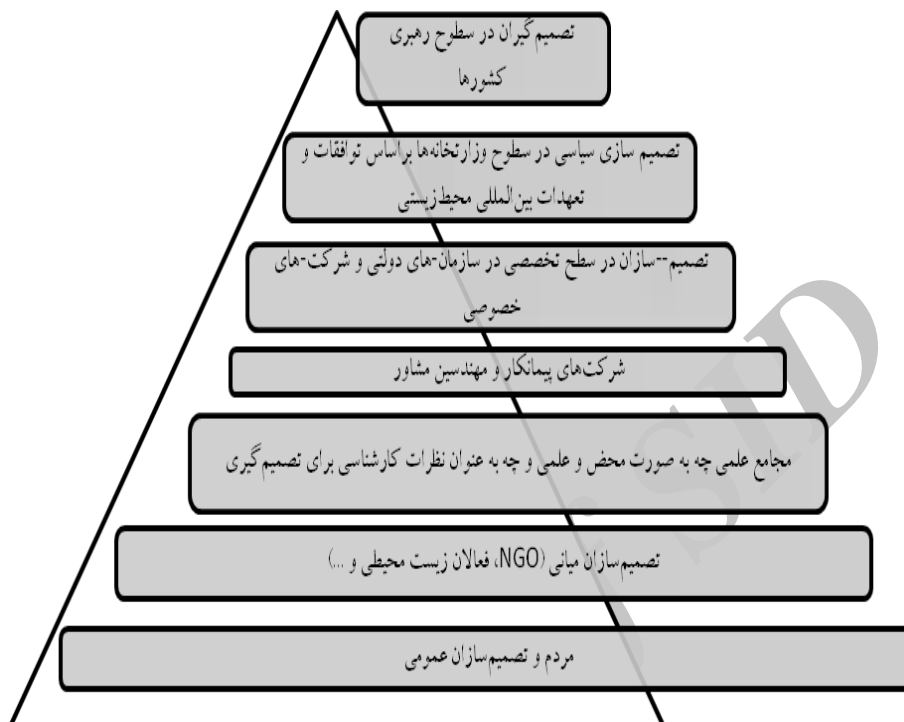 تصمیم‌گیران در سطوح رهبری
کشورها
تصمیم سازی سیاسی در سطوح وزارتخانه‌ها براساس توافقات و
تعهدات بین‌المللی محیط‌زیستی
تصمیم--سازان در سطح تخصصی در سازمان-های دولتی و شرکت-های
خصوصی
شرکت‌های پیمانکار و مهندسین مشاور
مجامع علمی چه به صورت محض و علمی و چه به عنوان نظرات کارشناسی برای تصمیم‌گیری
تصمیم‌سازان میانی (NGO، فعالان زیست محیطی و ...)
مردم و تصمیم‌سازان عمومی
SID